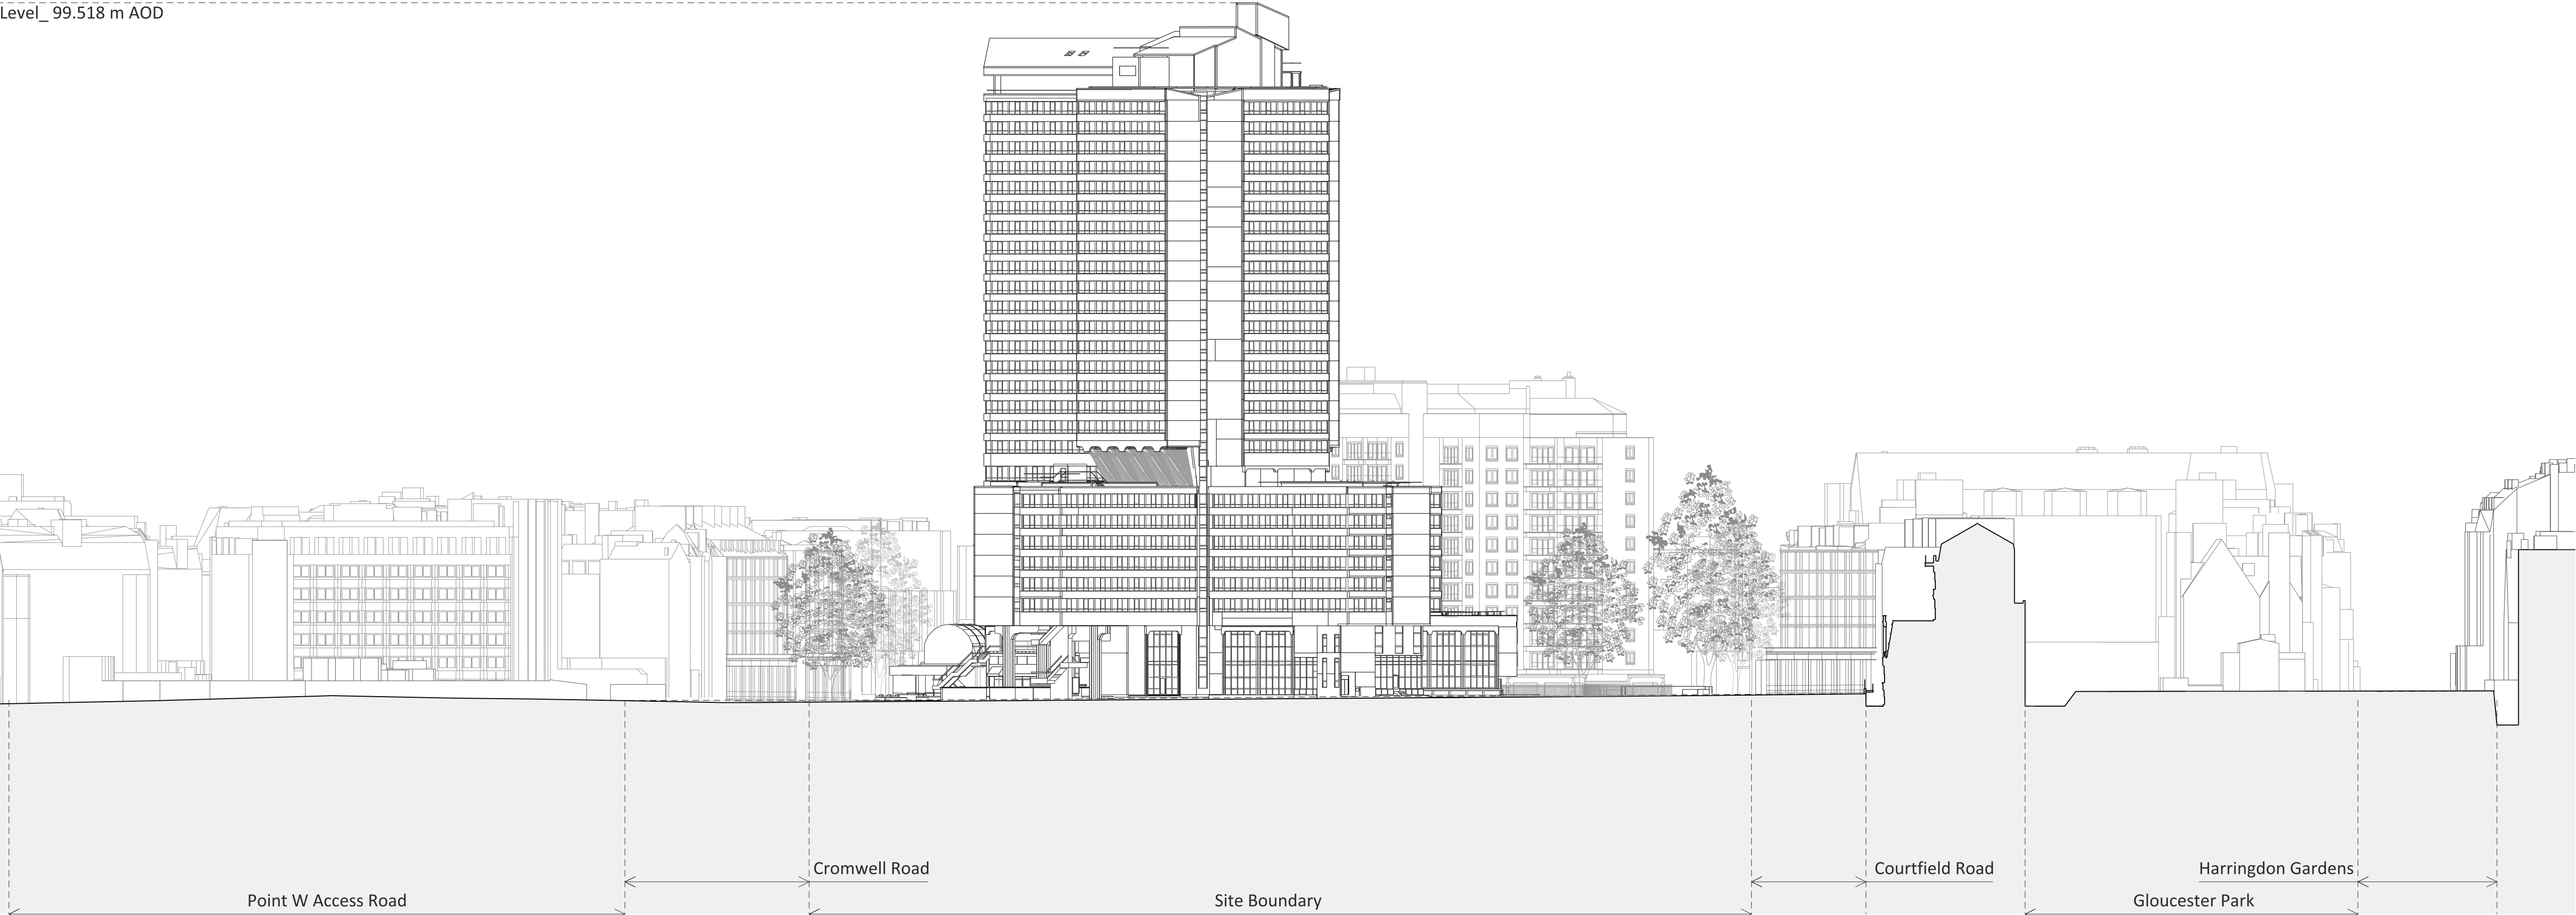 Level_ 99.518 m AOD
Cromwell Road
Courtfield Road
Harringdon Gardens
Point W Access Road
Site Boundary
Gloucester Park